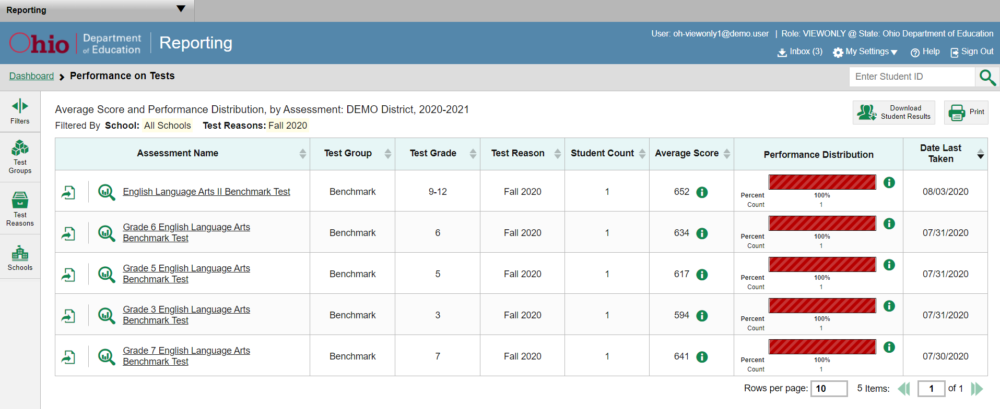 Reporting
Ohio Department of Education Reporting
User: oh-viewonly1@demo.user | Role: VIEWONLY @ State: Ohio Department of Education
Inbox (3) My Settings Help Sign Out
Dashboard Performance on Tests
Enter Student ID
Filters
Test Groups
Test Reasons
Schools
Average Score and Performance Distribution, by Assessment: DEMO District, 2020-2021
Filtered By School: All Schools Test Reasons: Fall 2020
Download Student Results
Print
Assessment Name Test Group Test Grade Test Reason Student Count Average Score Performance Distribution Date Last Taken
English Language Arts II Benchmark Test Benchmark 9-12 Fall 2020 1 652 Percent 100% Count 1 08/03/2020
Grade 6 English Language Arts Benchmark Test Benchmark 6 Fall 2020 1 634 Percent 100% Count 1 07/31/2020
Grade 5 English Language Arts Benchmark Test Benchmark 5 Fall 2020 1 617 Percent 100% Count 1 07/31/2020
Grade 3 English Language Arts Benchmark Test Benchmark 3 Fall 2020 1 594 Percent 100% Count 1 07/31/2020
Grade 7 English Language Arts Benchmark Test Benchmark 7 Fall 2020 1 641 Percent 100% Count 1 07/30/2020
Rows per page: 10 5 Items: 1 of 1